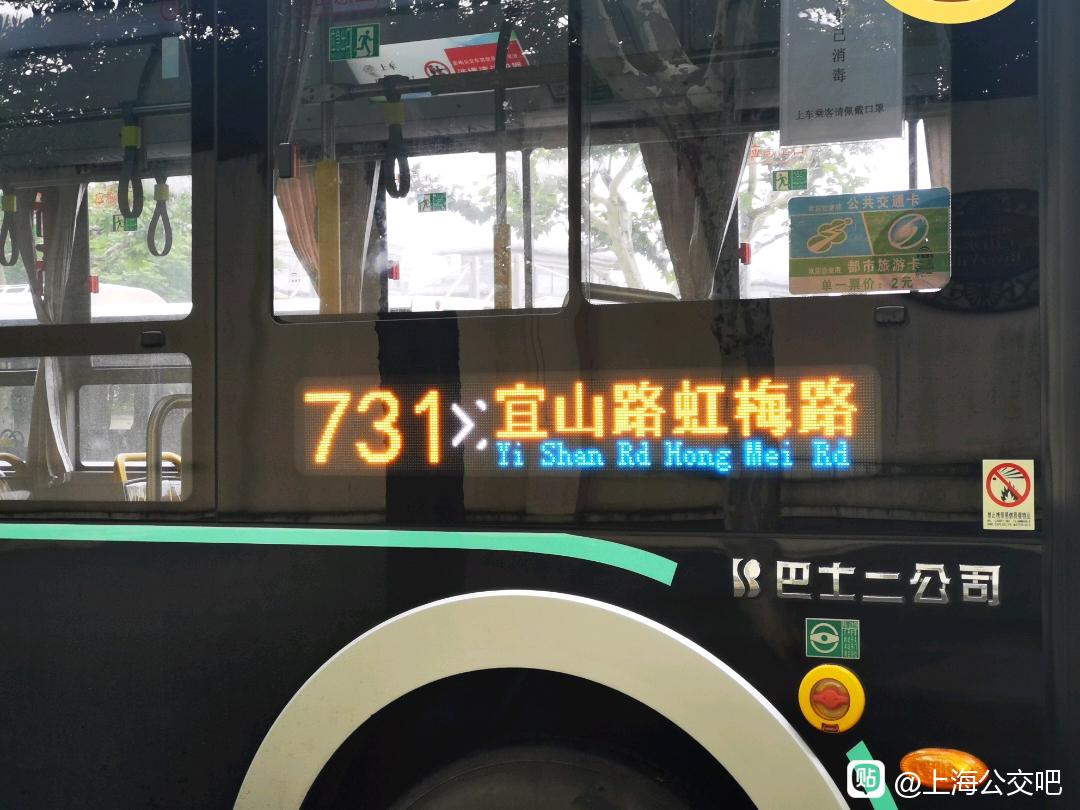 已消毒
上车乘客请佩戴口罩
公共交通卡
都市旅游卡
单一票价：2元
731
宜山路虹梅路
Yi Shan Rd Hong Mei Rd
巴士二公司
贴 @上海公交吧